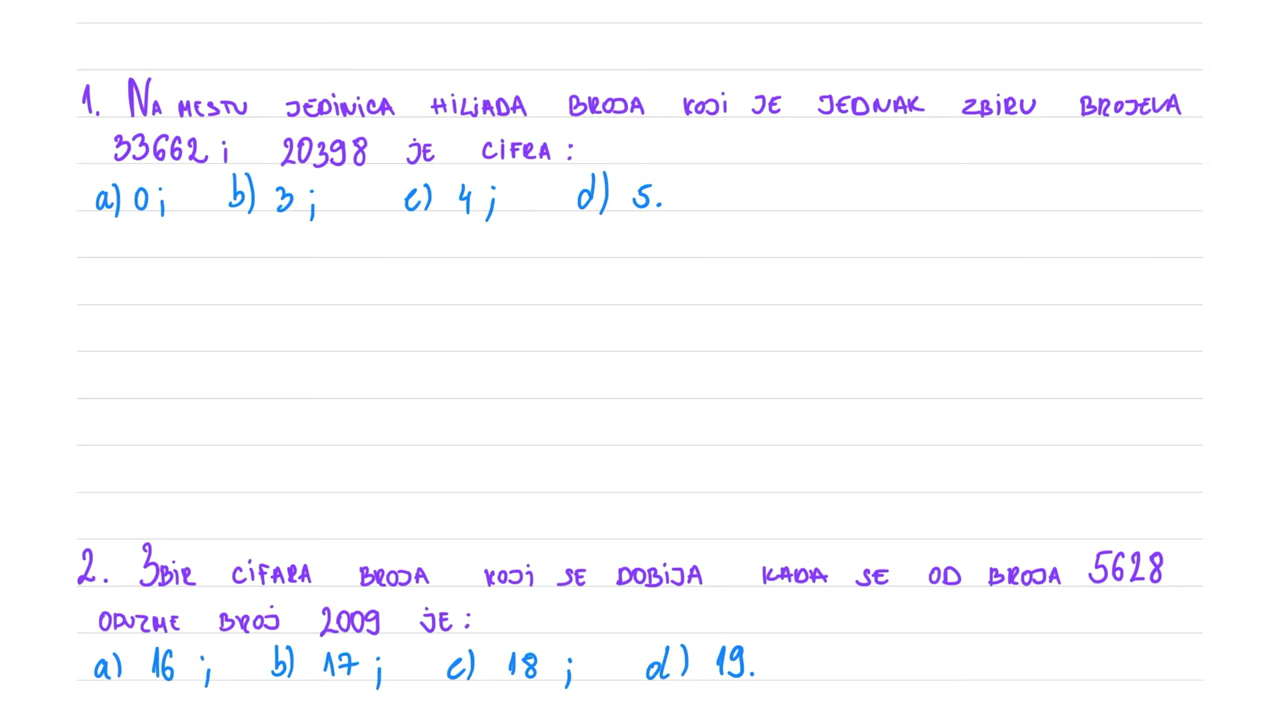 1. NA MESTU JEDINICA HILJADA BROJA KOJI JE JEDNAK ZBIRU BROJEVA
33662 i 20398 JE CIFRA:
a) 0; b) 3; c) 4; d) 5.
2. ZBIR CIFARA BROJA KOJI SE DOBIJA KADA SE OD BROJA 5628
ODUZME BROJ 2009 JE:
a) 16; b) 17; c) 18; d) 19.